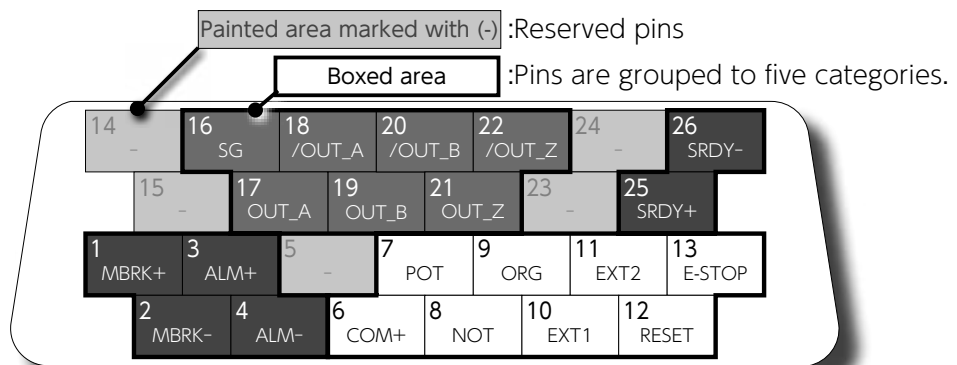 Painted area marked with (-) :Reserved pins
Boxed area :Pins are grouped to five categories.
14 16 18 20 22 24 26
- SG /OUT_A /OUT_B /OUT_Z - SRDY-
15 17 19 21 23 25
- OUT_A OUT_B OUT_Z - SRDY+
1 3 5 7 9 11 13
MBRK+ ALM+ - POT ORG EXT2 E-STOP
2 4 6 8 10 12
MBRK- ALM- COM+ NOT EXT1 RESET